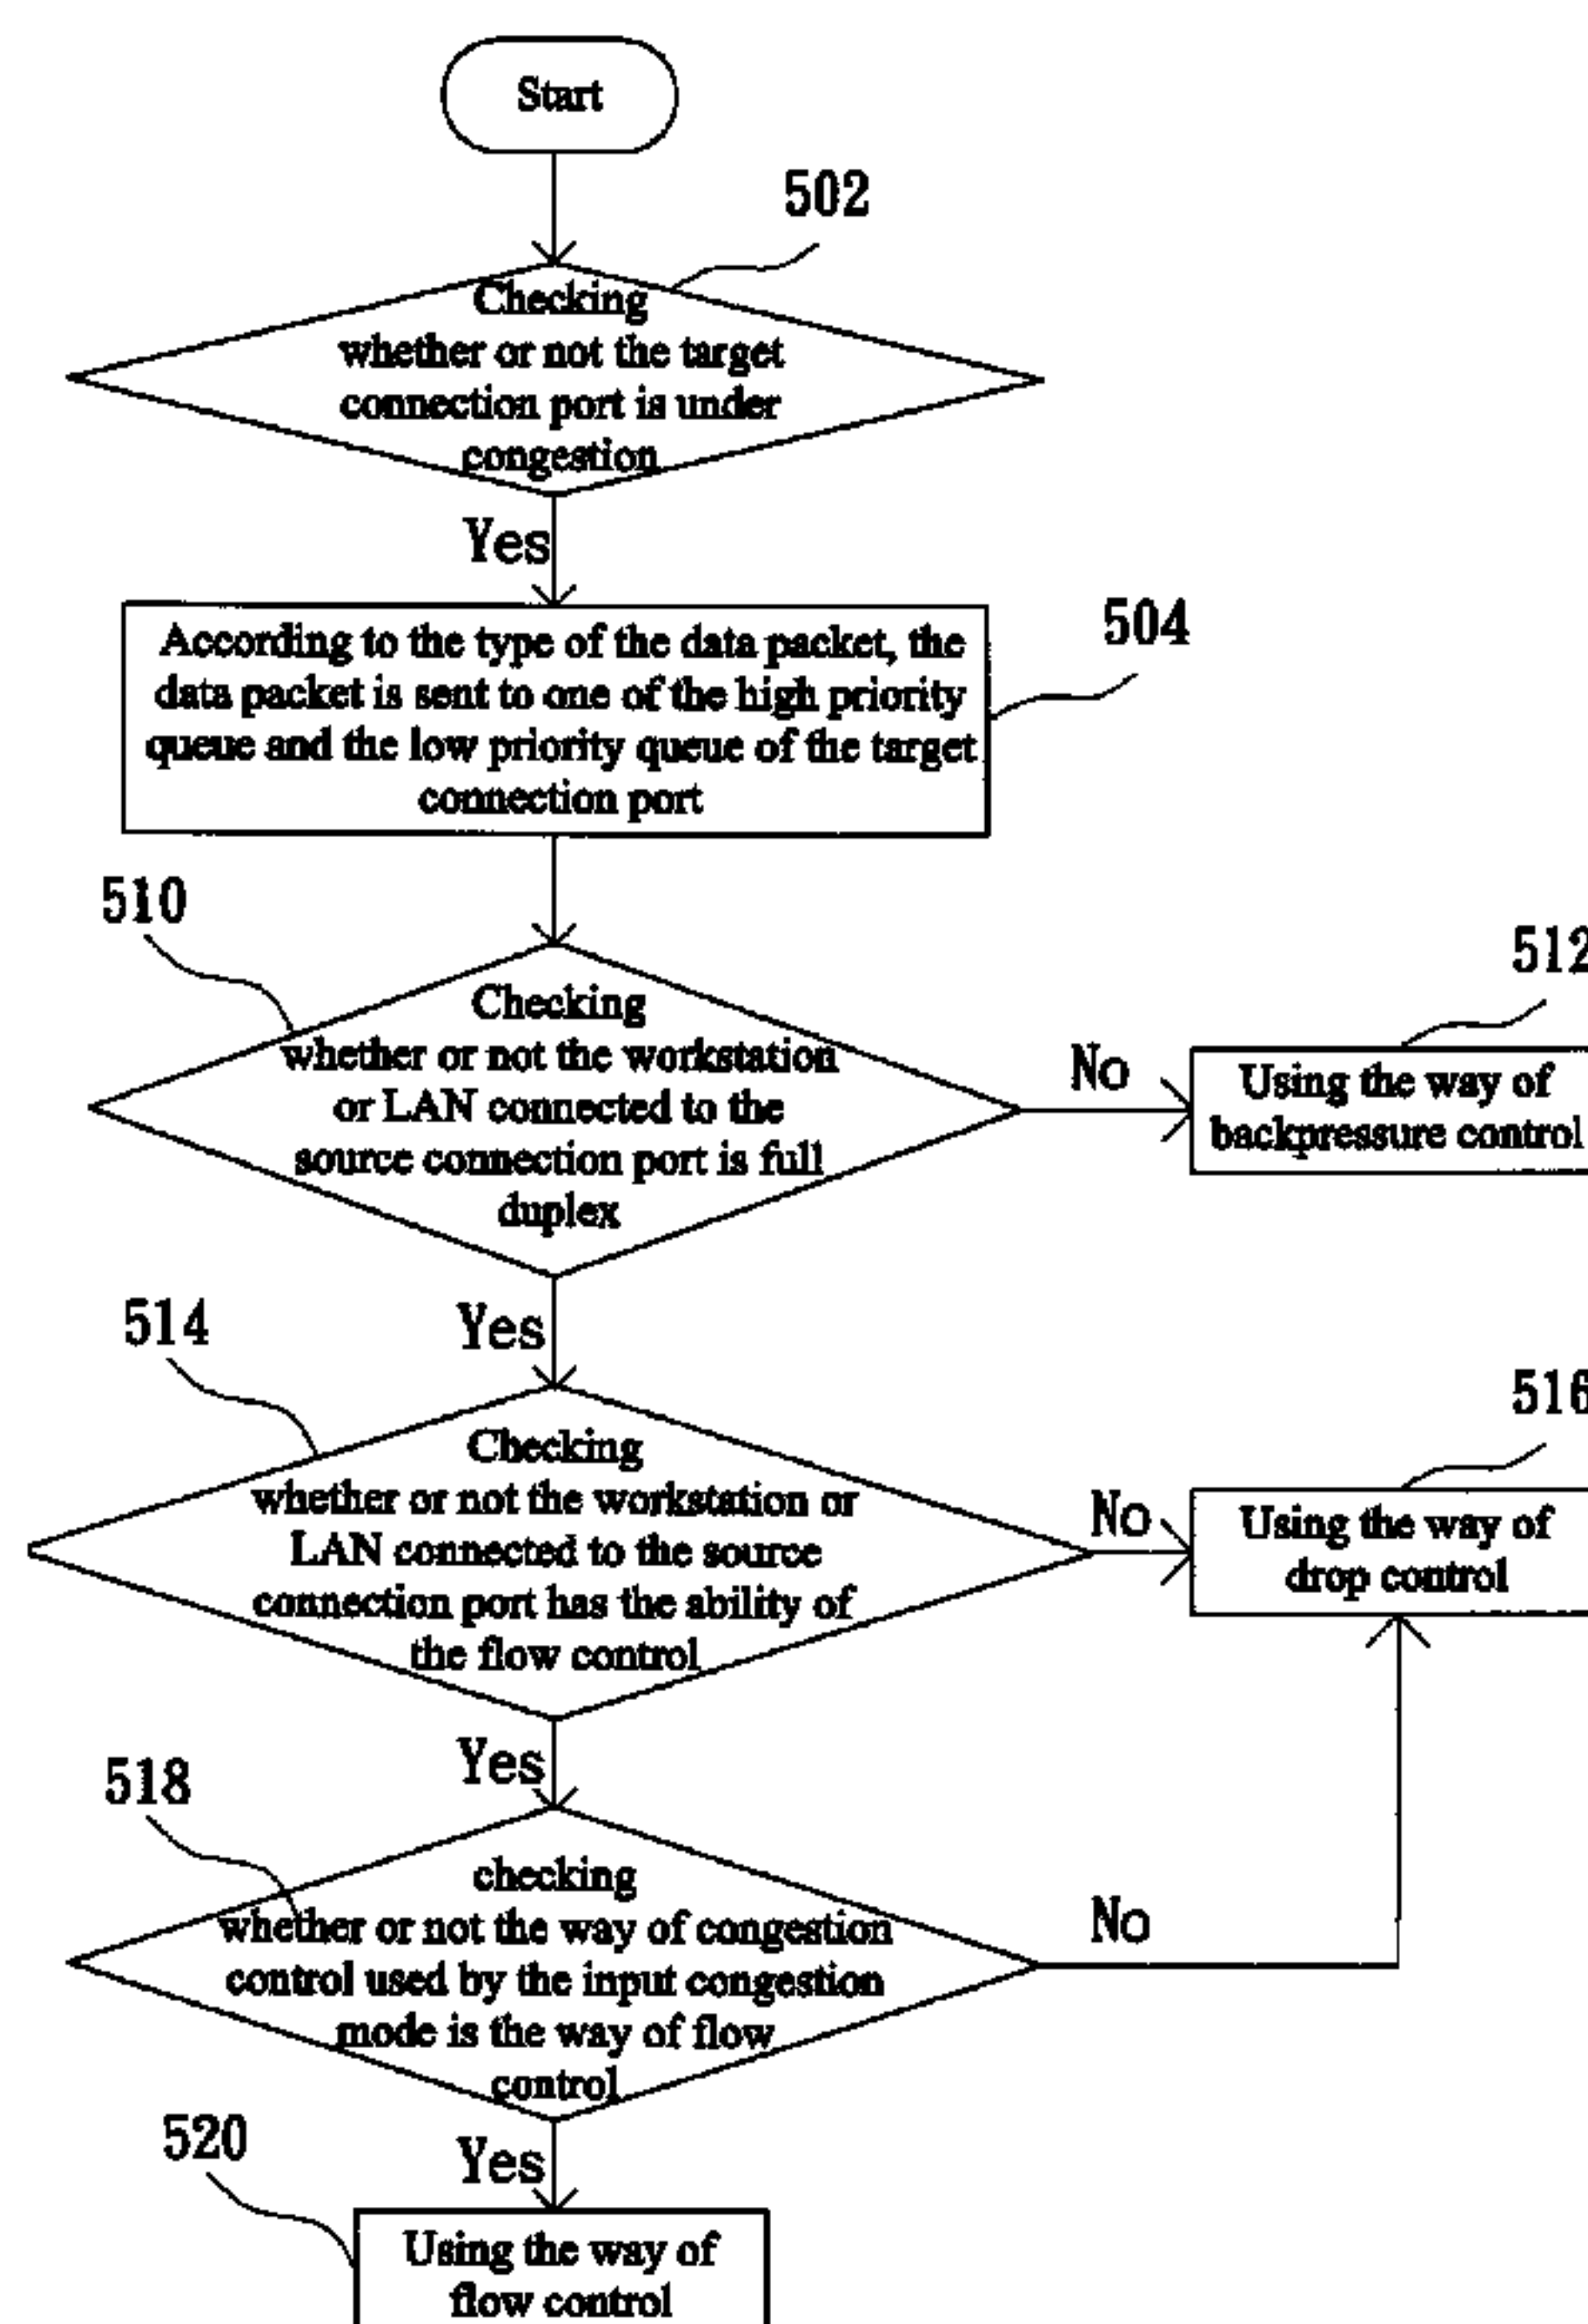 Start
502
Checking
whether or not the target
connection port is under
congestion
Yes
504
According to the type of the data packet, the
data packet is sent to one of the high priority
queue and the low priority queue of the target
connection port
510
Checking
whether or not the workstation
or LAN connected to the
source connection port is full
duplex
No
512
Using the way of
backpressure control
Yes
514
Checking
whether or not the workstation or
LAN connected to the source
connection port has the ability of
the flow control
No
516
Using the way of
drop control
Yes
518
checking
whether or not the way of congestion
control used by the input congestion
mode is the way of flow
control
No
Yes
520
Using the way of
flow control